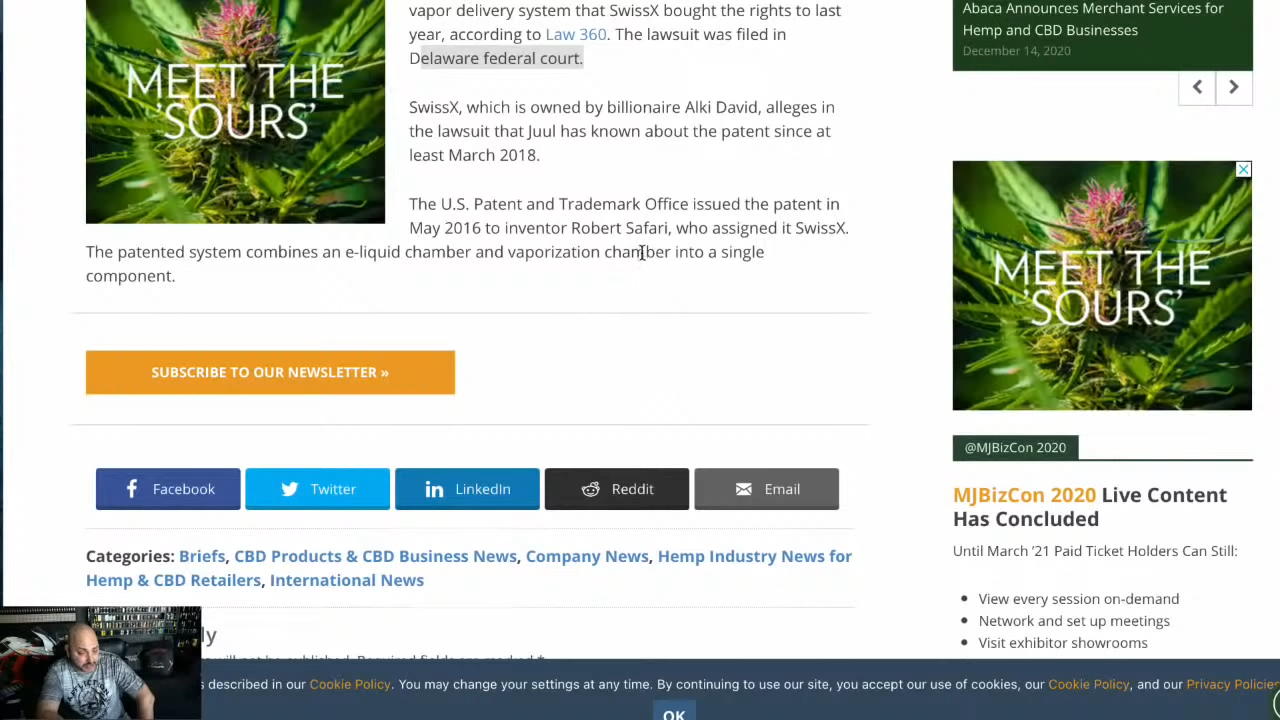 vapor delivery system that SwissX bought the rights to last
year, according to Law 360. The lawsuit was filed in
Delaware federal court.
MEET THE
'SOURS'
SwissX, which is owned by billionaire Alki David, alleges in
the lawsuit that Juul has known about the patent since at
least March 2018.
The U.S. Patent and Trademark Office issued the patent in
May 2016 to inventor Robert Safari, who assigned it SwissX.
The patented system combines an e-liquid chamber and vaporization chamber into a single
component.
SUBSCRIBE TO OUR NEWSLETTER »
Facebook
Twitter
LinkedIn
Reddit
Email
Categories: Briefs, CBD Products & CBD Business News, Company News, Hemp Industry News for
Hemp & CBD Retailers, International News
Abaca Announces Merchant Services for
Hemp and CBD Businesses
December 14, 2020
MEET THE
'SOURS'
@MJBizCon 2020
MJBizCon 2020 Live Content
Has Concluded
Until March '21 Paid Ticket Holders Can Still:
View every session on-demand
Network and set up meetings
Visit exhibitor showrooms
s described in our Cookie Policy. You may change your settings at any time. By continuing to use our site, you accept our use of cookies, our Cookie Policy, and our Privacy Policies
OK